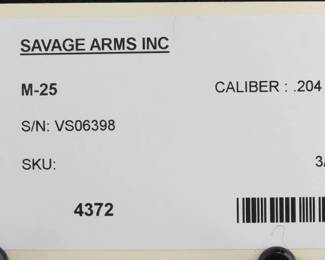 SAVAGE ARMS INC
M-25 CALIBER : .204
S/N: VS06398
SKU: 3/
4372